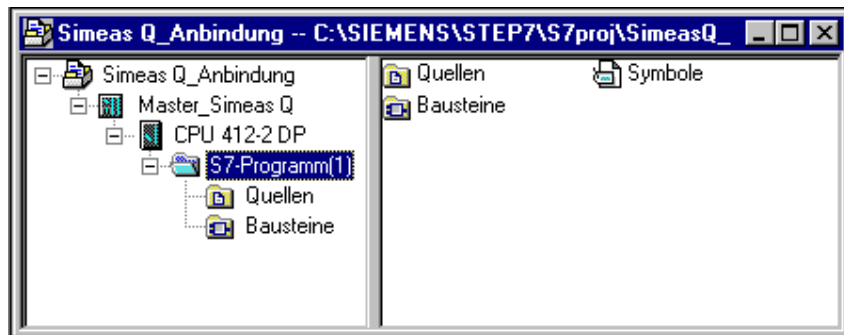 Simeas Q_Anbindung -- C:\SIEMENS\STEP7\S7proj\SimeasQ_
Simeas Q_Anbindung
Master_Simeas Q
CPU 412-2 DP
S7-Programm(1)
Quellen
Bausteine
Quellen
Symbole
Bausteine